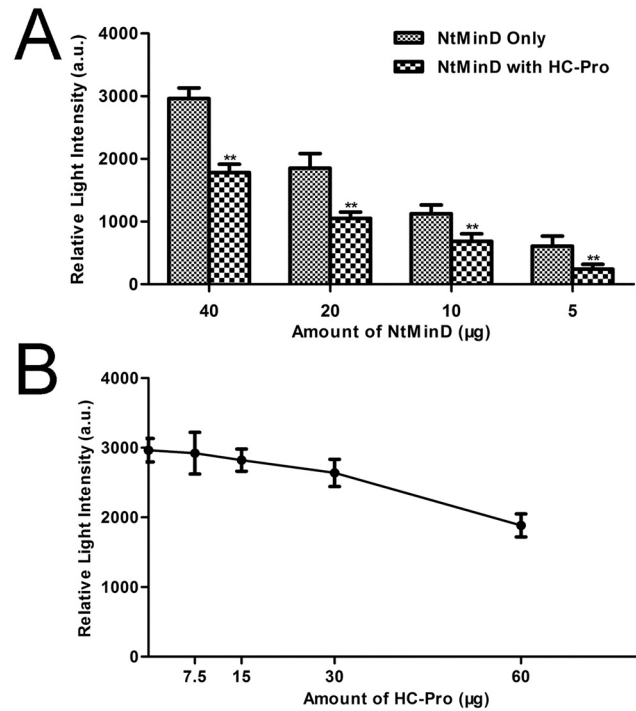 A
Relative Light Intensity (a.u.)
4000
3000
2000
1000
0
NtMinD Only
NtMinD with HC-Pro
**
**
**
**
40 20 10 5
Amount of NtMinD (µg)
B
Relative Light Intensity (a.u.)
4000
3000
2000
1000
0
7.5 15 30 60
Amount of HC-Pro (µg)